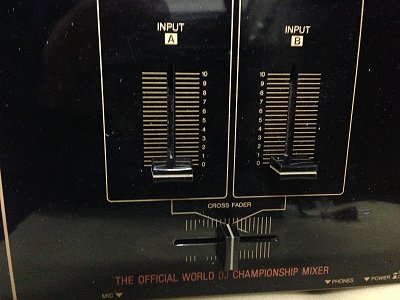 INPUT
A
INPUT
B
10
9
8
7
6
5
4
3
2
1
0
10
9
8
7
6
5
4
3
2
1
0
CROSS FADER
THE OFFICIAL WORLD DJ CHAMPIONSHIP MIXER
MIC
PHONES
POWER